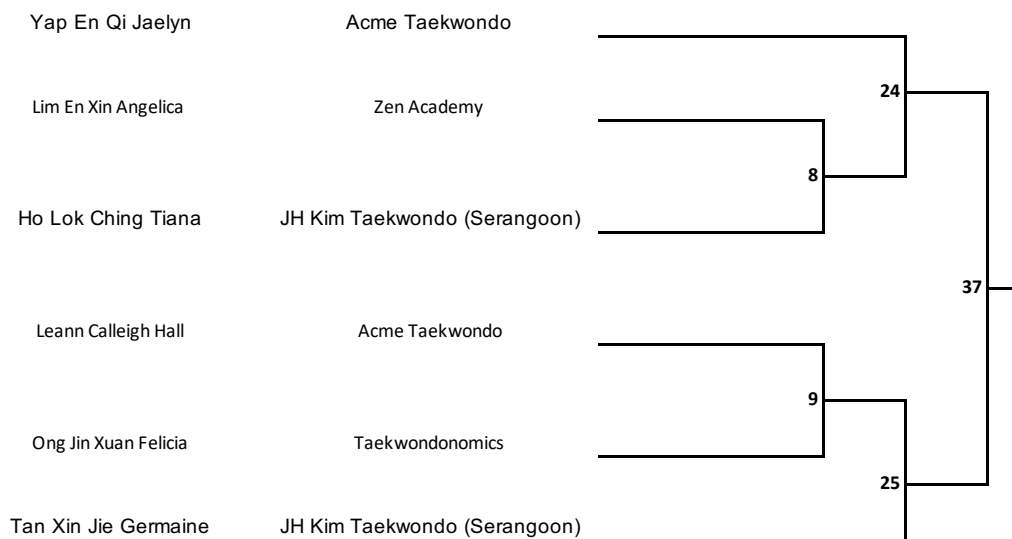 Yap En Qi Jaelyn Acme Taekwondo
24
Lim En Xin Angelica Zen Academy
8
Ho Lok Ching Tiana JH Kim Taekwondo (Serangoon)
37
Leann Calleigh Hall Acme Taekwondo
9
Ong Jin Xuan Felicia Taekwondonomics
25
Tan Xin Jie Germaine JH Kim Taekwondo (Serangoon)